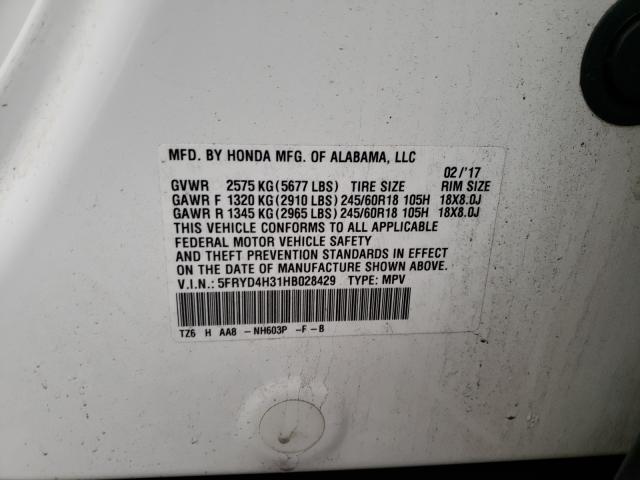 MFD. BY HONDA MFG. OF ALABAMA, LLC
02/'17
GVWR 2575 KG (5677 LBS) TIRE SIZE RIM SIZE
GAWR F 1320 KG (2910 LBS) 245/60R18 105H 18X8.0J
GAWR R 1345 KG (2965 LBS) 245/60R18 105H 18X8.0J
THIS VEHICLE CONFORMS TO ALL APPLICABLE
FEDERAL MOTOR VEHICLE SAFETY
AND THEFT PREVENTION STANDARDS IN EFFECT
ON THE DATE OF MANUFACTURE SHOWN ABOVE.
V.I.N.: 5FRYD4H31HB028429 TYPE: MPV
TZ6 H AA8 -NH603P -F-B